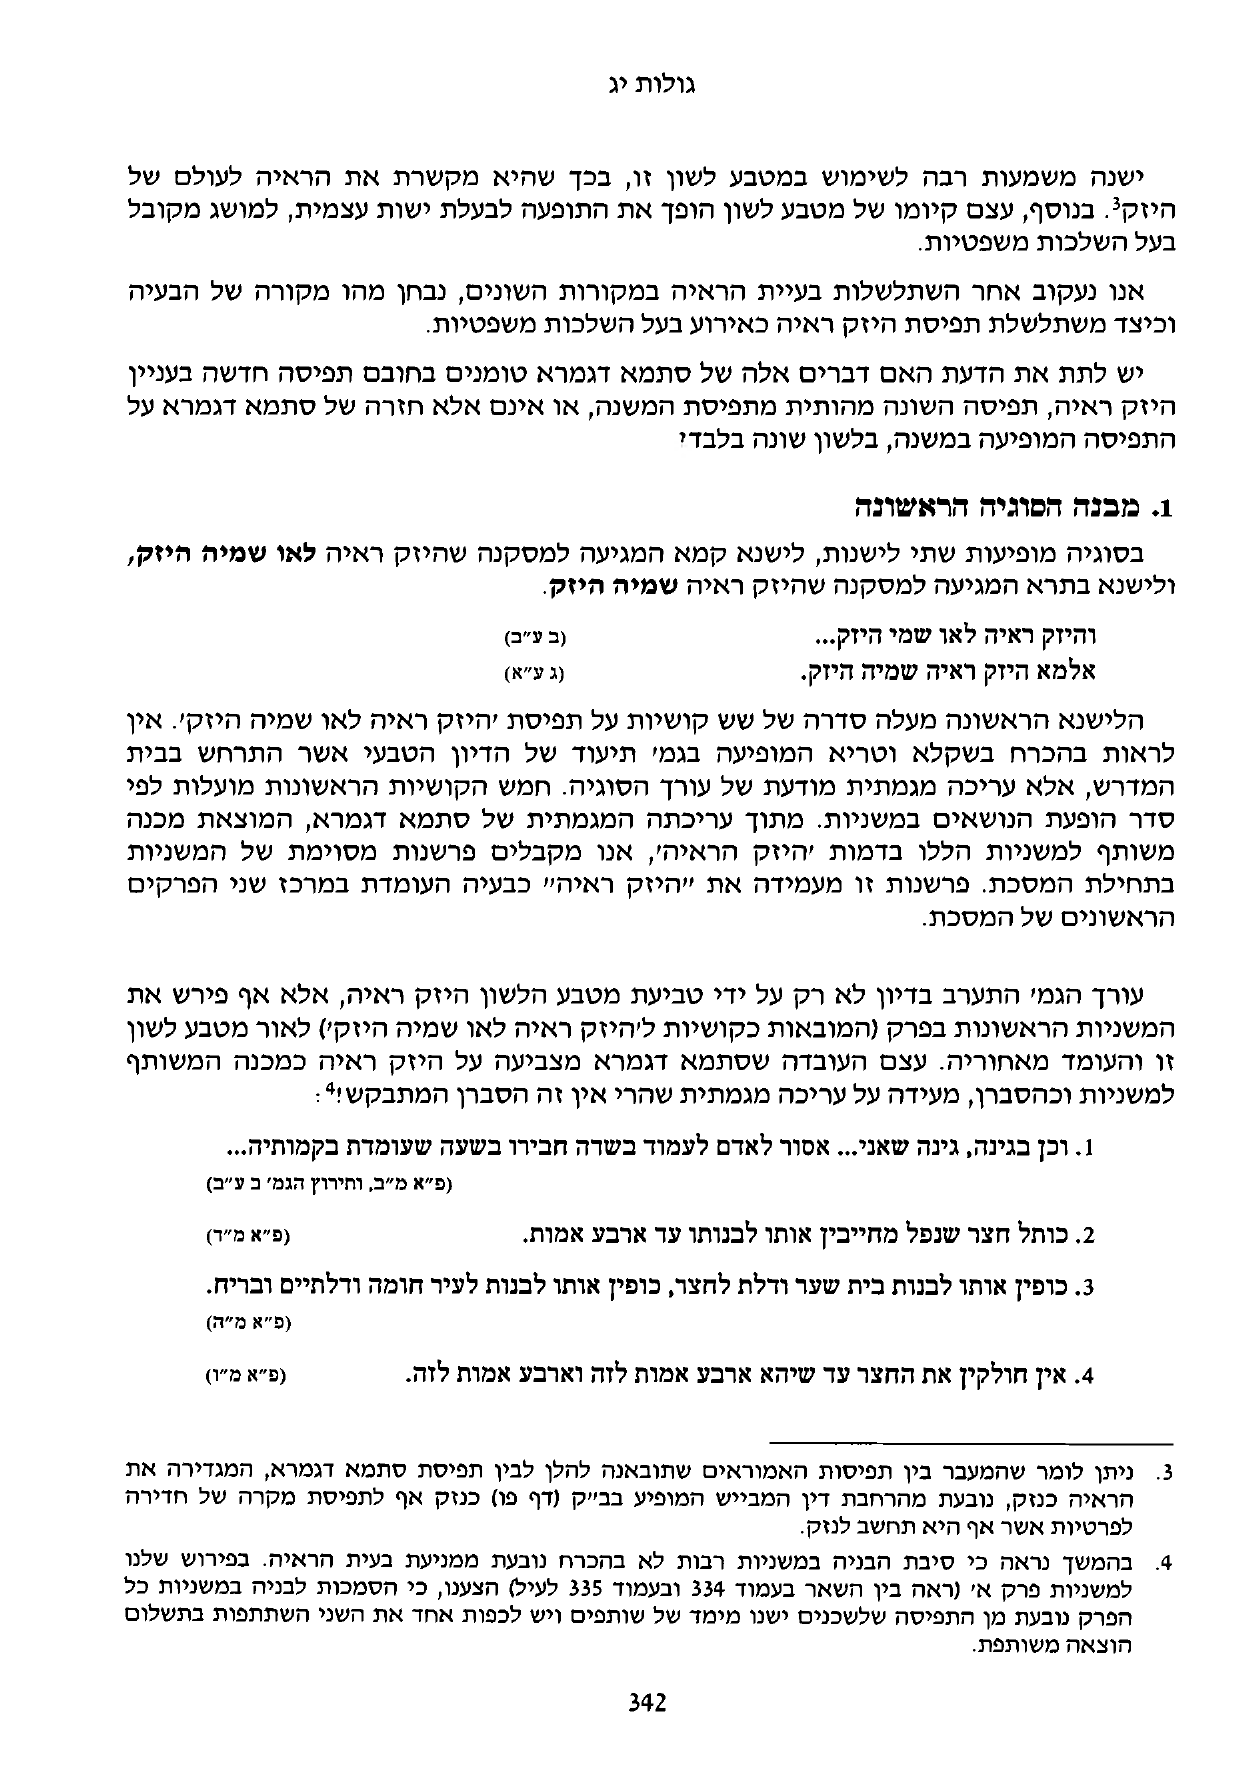 גולות יג
ישנה משמעות רבה לשימוש במטבע לשון זו, בכך שהיא מקשרת את הראיה לעולם של
היזק3. בנוסף, עצם קיומו של מטבע לשון הופך את התופעה לבעלת ישות עצמית, למושג מקובל
בעל השלכות משפטיות.
אנו נעקוב אחר השתלשלות בעיית הראיה במקורות השונים, נבחן מהו מקורה של הבעיה
וכיצד משתלשלת תפיסת היזק ראיה כאירוע בעל השלכות משפטיות.
יש לתת את הדעת האם דברים אלה של סתמא דגמרא טומנים בחובם תפיסה חדשה בעניין
היזק ראיה, תפיסה השונה מהותית מתפיסת המשנה, או אינם אלא חזרה של סתמא דגמרא על
התפיסה המופיעה במשנה, בלשון שונה בלבד?
1. מבנה הסוגיה הראשונה
בסוגיה מופיעות שתי לישנות, לישנא קמא המגיעה למסקנה שהיזק ראיה לאו שמיה היזק,
ולישנא בתרא המגיעה למסקנה שהיזק ראיה שמיה היזק.
והיזק ראיה לאו שמי היזק... (ב ע״ב)
אלמא היזק ראיה שמיה היזק. (ג ע״א)
הלישנא הראשונה מעלה סדרה של שש קושיות על תפיסת ׳היזק ראיה לאו שמיה היזק׳. אין
לראות בהכרח בשקלא וטריא המופיעה בגמ׳ תיעוד של הדיון הטבעי אשר התרחש בבית
המדרש, אלא עריכה מגמתית מודעת של עורך הסוגיה. חמש הקושיות הראשונות מועלות לפי
סדר הופעת הנושאים במשניות. מתוך עריכתה המגמתית של סתמא דגמרא, המוצאת מכנה
משותף למשניות הללו בדמות ׳היזק הראיה׳, אנו מקבלים פרשנות מסוימת של המשניות
בתחילת המסכת. פרשנות זו מעמידה את ״היזק ראיה״ כבעיה העומדת במרכז שני הפרקים
הראשונים של המסכת.
עורך הגמ׳ התערב בדיון לא רק על ידי טביעת מטבע הלשון היזק ראיה, אלא אף פירש את
המשניות הראשונות בפרק (המובאות כקושיות ל׳היזק ראיה לאו שמיה היזק׳) לאור מטבע לשון
זו והעומד מאחוריה. עצם העובדה שסתמא דגמרא מצביעה על היזק ראיה כמכנה המשותף
למשניות וכהסברן, מעידה על עריכה מגמתית שהרי אין זה הסברן המתבקש!4 :
1. וכן בגינה, גינה שאני... אסור לאדם לעמוד בשדה חבירו בשעה שעומדת בקמותיה...
(פ״א מ״ב, ותירוץ הגמ׳ ב ע״ב)
2. כותל חצר שנפל מחייבין אותו לבנותו עד ארבע אמות. (פ״א מ״ד)
3. כופין אותו לבנות בית שער ודלת לחצר, כופין אותו לבנות לעיר חומה ודלתיים ובריח.
(פ״א מ״ה)
4. אין חולקין את החצר עד שיהא ארבע אמות לזה וארבע אמות לזה. (פ״א מ״ו)
3. ניתן לומר שהמעבר בין תפיסות האמוראים שתובאנה להלן לבין תפיסת סתמא דגמרא, המגדירה את
הראיה כנזק, נובעת מהרחבת דין המבייש המופיע בב״ק (דף פו) כנזק אף לתפיסת מקרה של חדירה
לפרטיות אשר אף היא תחשב לנזק.
4. בהמשך נראה כי סיבת הבניה במשניות רבות לא בהכרח נובעת ממניעת בעית הראיה. בפירוש שלנו
למשניות פרק א׳ (ראה בין השאר בעמוד 334 ובעמוד 335 לעיל) הצענו, כי הסמכות לבניה במשניות כל
הפרק נובעת מן התפיסה שלשכנים ישנו מימד של שותפים ויש לכפות אחד את השני השתתפות בתשלום
הוצאה משותפת.
342